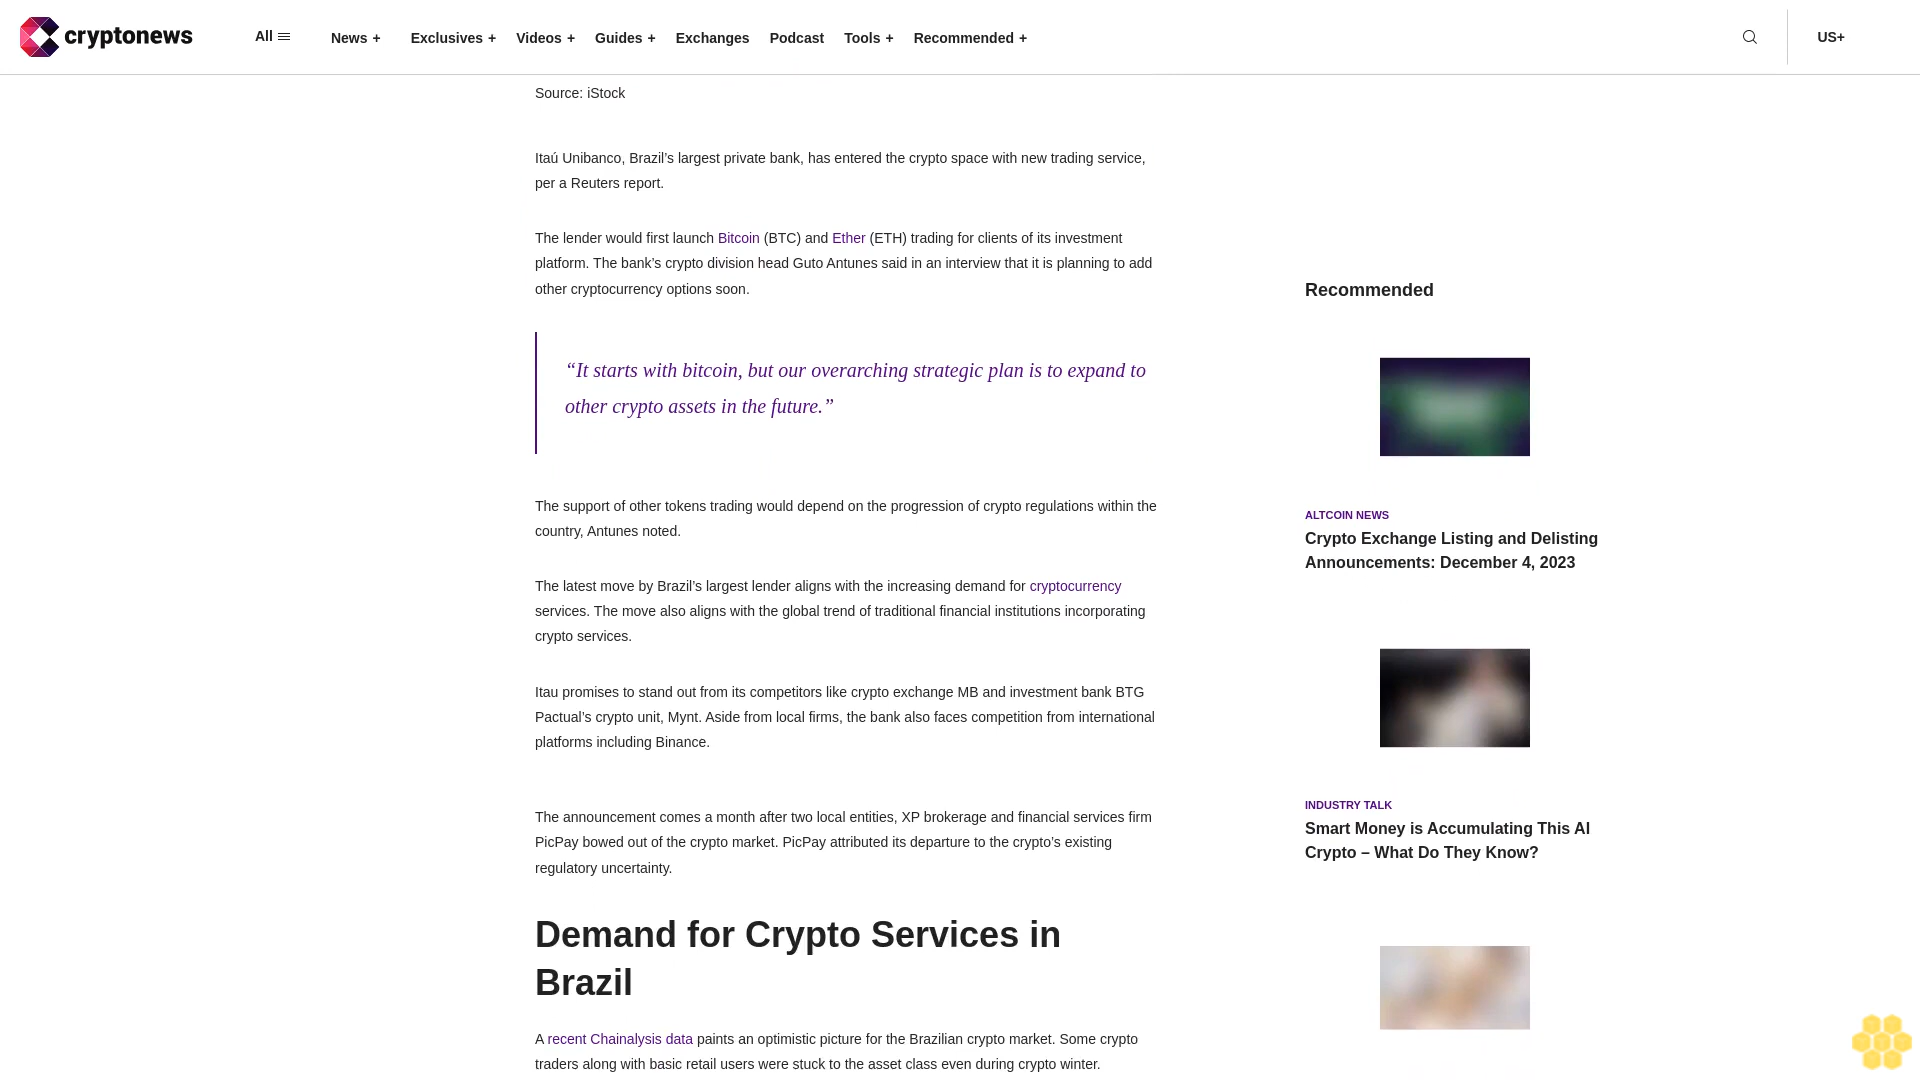 cryptonews
All
News +
Exclusives +
Videos +
Guides +
Exchanges
Podcast
Tools +
Recommended +
US+
Source: iStock
Itaú Unibanco, Brazil’s largest private bank, has entered the crypto space with new trading service,
per a Reuters report.
The lender would first launch Bitcoin (BTC) and Ether (ETH) trading for clients of its investment
platform. The bank’s crypto division head Guto Antunes said in an interview that it is planning to add
other cryptocurrency options soon.
“It starts with bitcoin, but our overarching strategic plan is to expand to
other crypto assets in the future.”
The support of other tokens trading would depend on the progression of crypto regulations within the
country, Antunes noted.
The latest move by Brazil’s largest lender aligns with the increasing demand for cryptocurrency
services. The move also aligns with the global trend of traditional financial institutions incorporating
crypto services.
Itau promises to stand out from its competitors like crypto exchange MB and investment bank BTG
Pactual’s crypto unit, Mynt. Aside from local firms, the bank also faces competition from international
platforms including Binance.
The announcement comes a month after two local entities, XP brokerage and financial services firm
PicPay bowed out of the crypto market. PicPay attributed its departure to the crypto’s existing
regulatory uncertainty.
Demand for Crypto Services in
Brazil
A recent Chainalysis data paints an optimistic picture for the Brazilian crypto market. Some crypto
traders along with basic retail users were stuck to the asset class even during crypto winter.
Recommended
ALTCOIN NEWS
Crypto Exchange Listing and Delisting
Announcements: December 4, 2023
INDUSTRY TALK
Smart Money is Accumulating This AI
Crypto – What Do They Know?